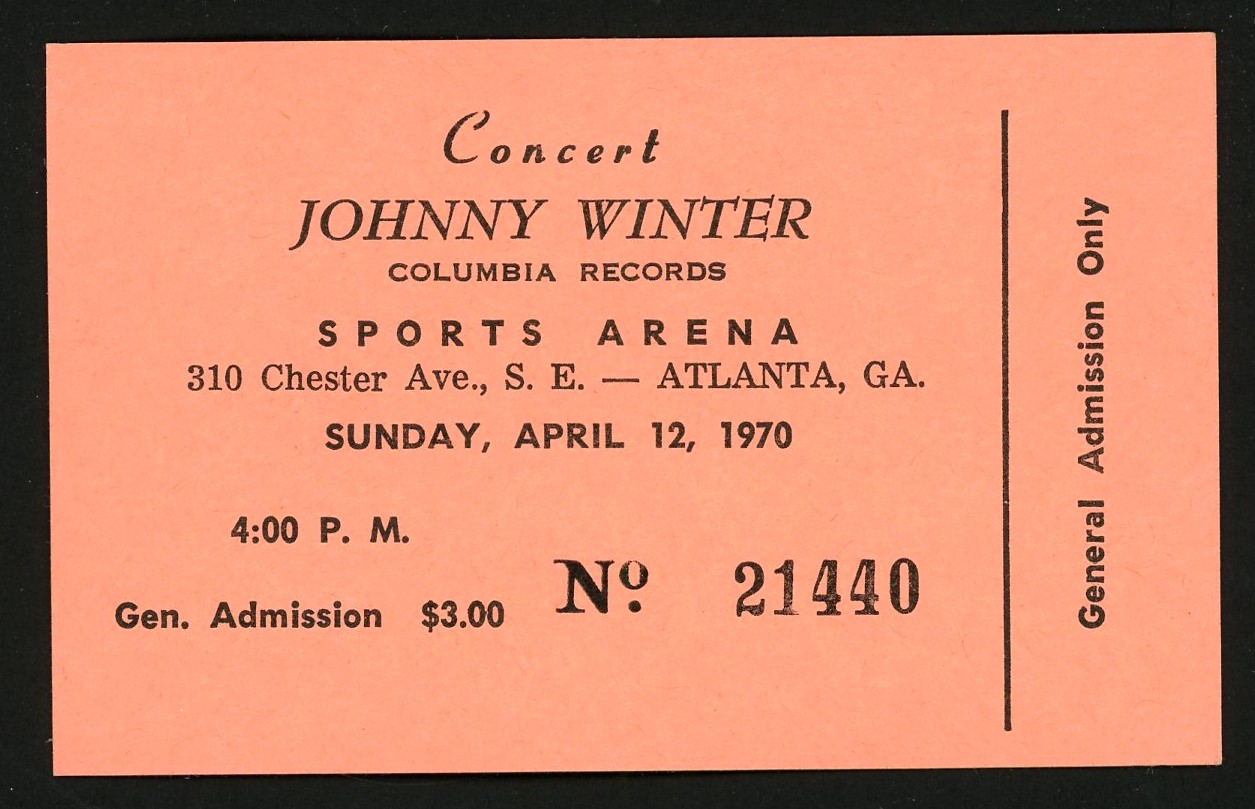 Concert
JOHNNY WINTER
COLUMBIA RECORDS
SPORTS ARENA
310 Chester Ave., S. E. — ATLANTA, GA.
SUNDAY, APRIL 12, 1970
4:00 P. M.
Gen. Admission $3.00
Nº. 21440
General Admission Only